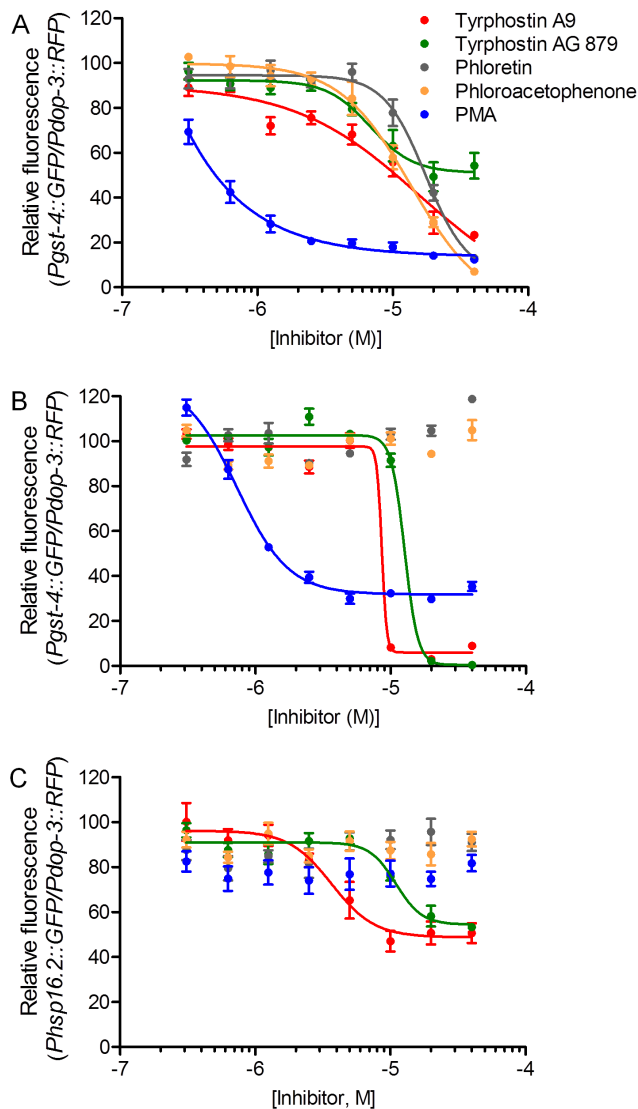 A
Tyrphostin A9
Tyrphostin AG 879
Phloretin
Phloroacetophenone
PMA
Relative fluorescence
(Pgst-4::GFP/Pdop-3::RFP)
120
100
80
60
40
20
0
-7
-6
-5
-4
[Inhibitor (M)]
B
Relative fluorescence
(Pgst-4::GFP/Pdop-3::RFP)
120
100
80
60
40
20
0
-7
-6
-5
-4
[Inhibitor (M)]
C
Relative fluorescence
(Phsp16.2::GFP/Pdop-3::RFP)
120
100
80
60
40
20
0
-7
-6
-5
-4
[Inhibitor, M]